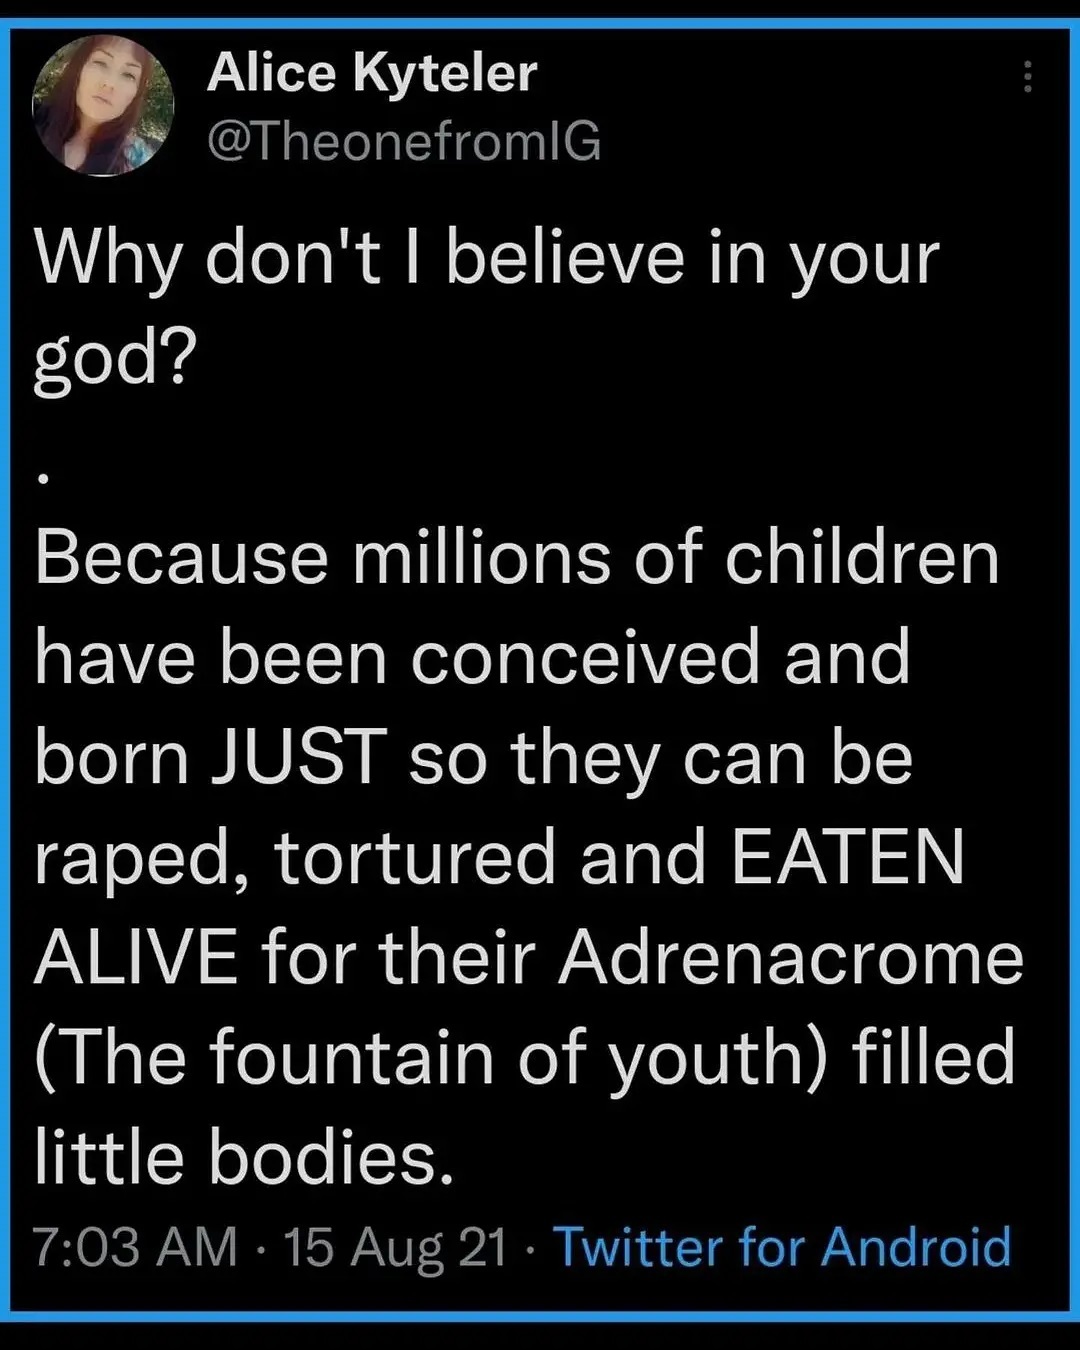 Alice Kyteler
@TheonefromIG
Why don't I believe in your
god?
.
Because millions of children
have been conceived and
born JUST so they can be
raped, tortured and EATEN
ALIVE for their Adrenacrome
(The fountain of youth) filled
little bodies.
7:03 AM · 15 Aug 21 · Twitter for Android